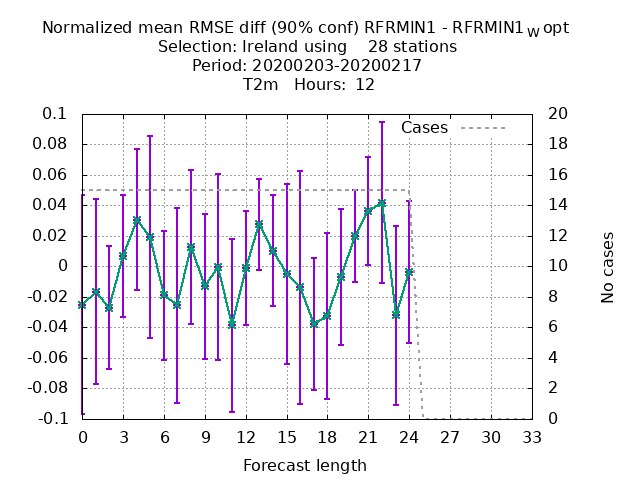 Normalized mean RMSE diff (90% conf) RFRMIN1 - RFRMIN1w opt
Selection: Ireland using 28 stations
Period: 20200203-20200217
T2m Hours: 12
Cases
0.1
0.08
0.06
0.04
0.02
0
-0.02
-0.04
-0.06
-0.08
-0.1
20
18
16
14
12
10
8
6
4
2
0
No cases
0 3 6 9 12 15 18 21 24 27 30 33
Forecast length